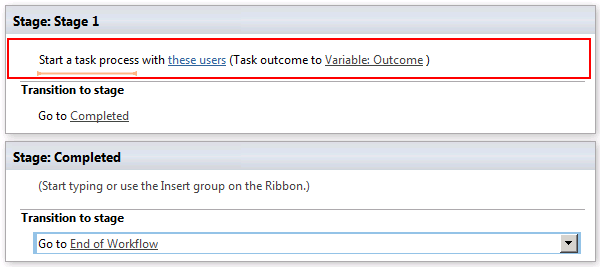 Stage: Stage 1
Start a task process with these users (Task outcome to Variable: Outcome )
Transition to stage
Go to Completed
Stage: Completed
(Start typing or use the Insert group on the Ribbon.)
Transition to stage
Go to End of Workflow